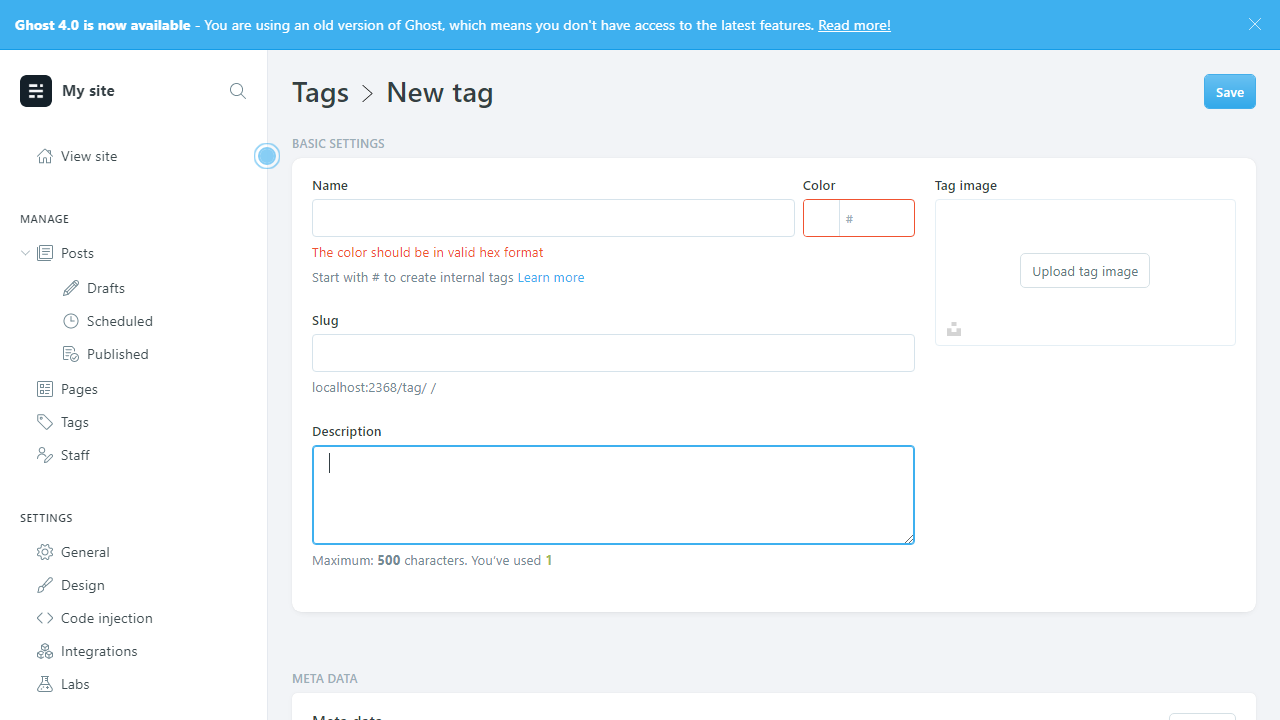 Ghost 4.0 is now available - You are using an old version of Ghost, which means you don't have access to the latest features. Read more!
My site
View site
MANAGE
Posts
Drafts
Scheduled
Published
Pages
Tags
Staff
SETTINGS
General
Design
Code injection
Integrations
Labs
Tags > New tag
Save
BASIC SETTINGS
Name
Color
#
The color should be in valid hex format
Start with # to create internal tags Learn more
Slug
localhost:2368/tag/ /
Description
Maximum: 500 characters. You've used 1
Tag image
Upload tag image
META DATA
Meta data